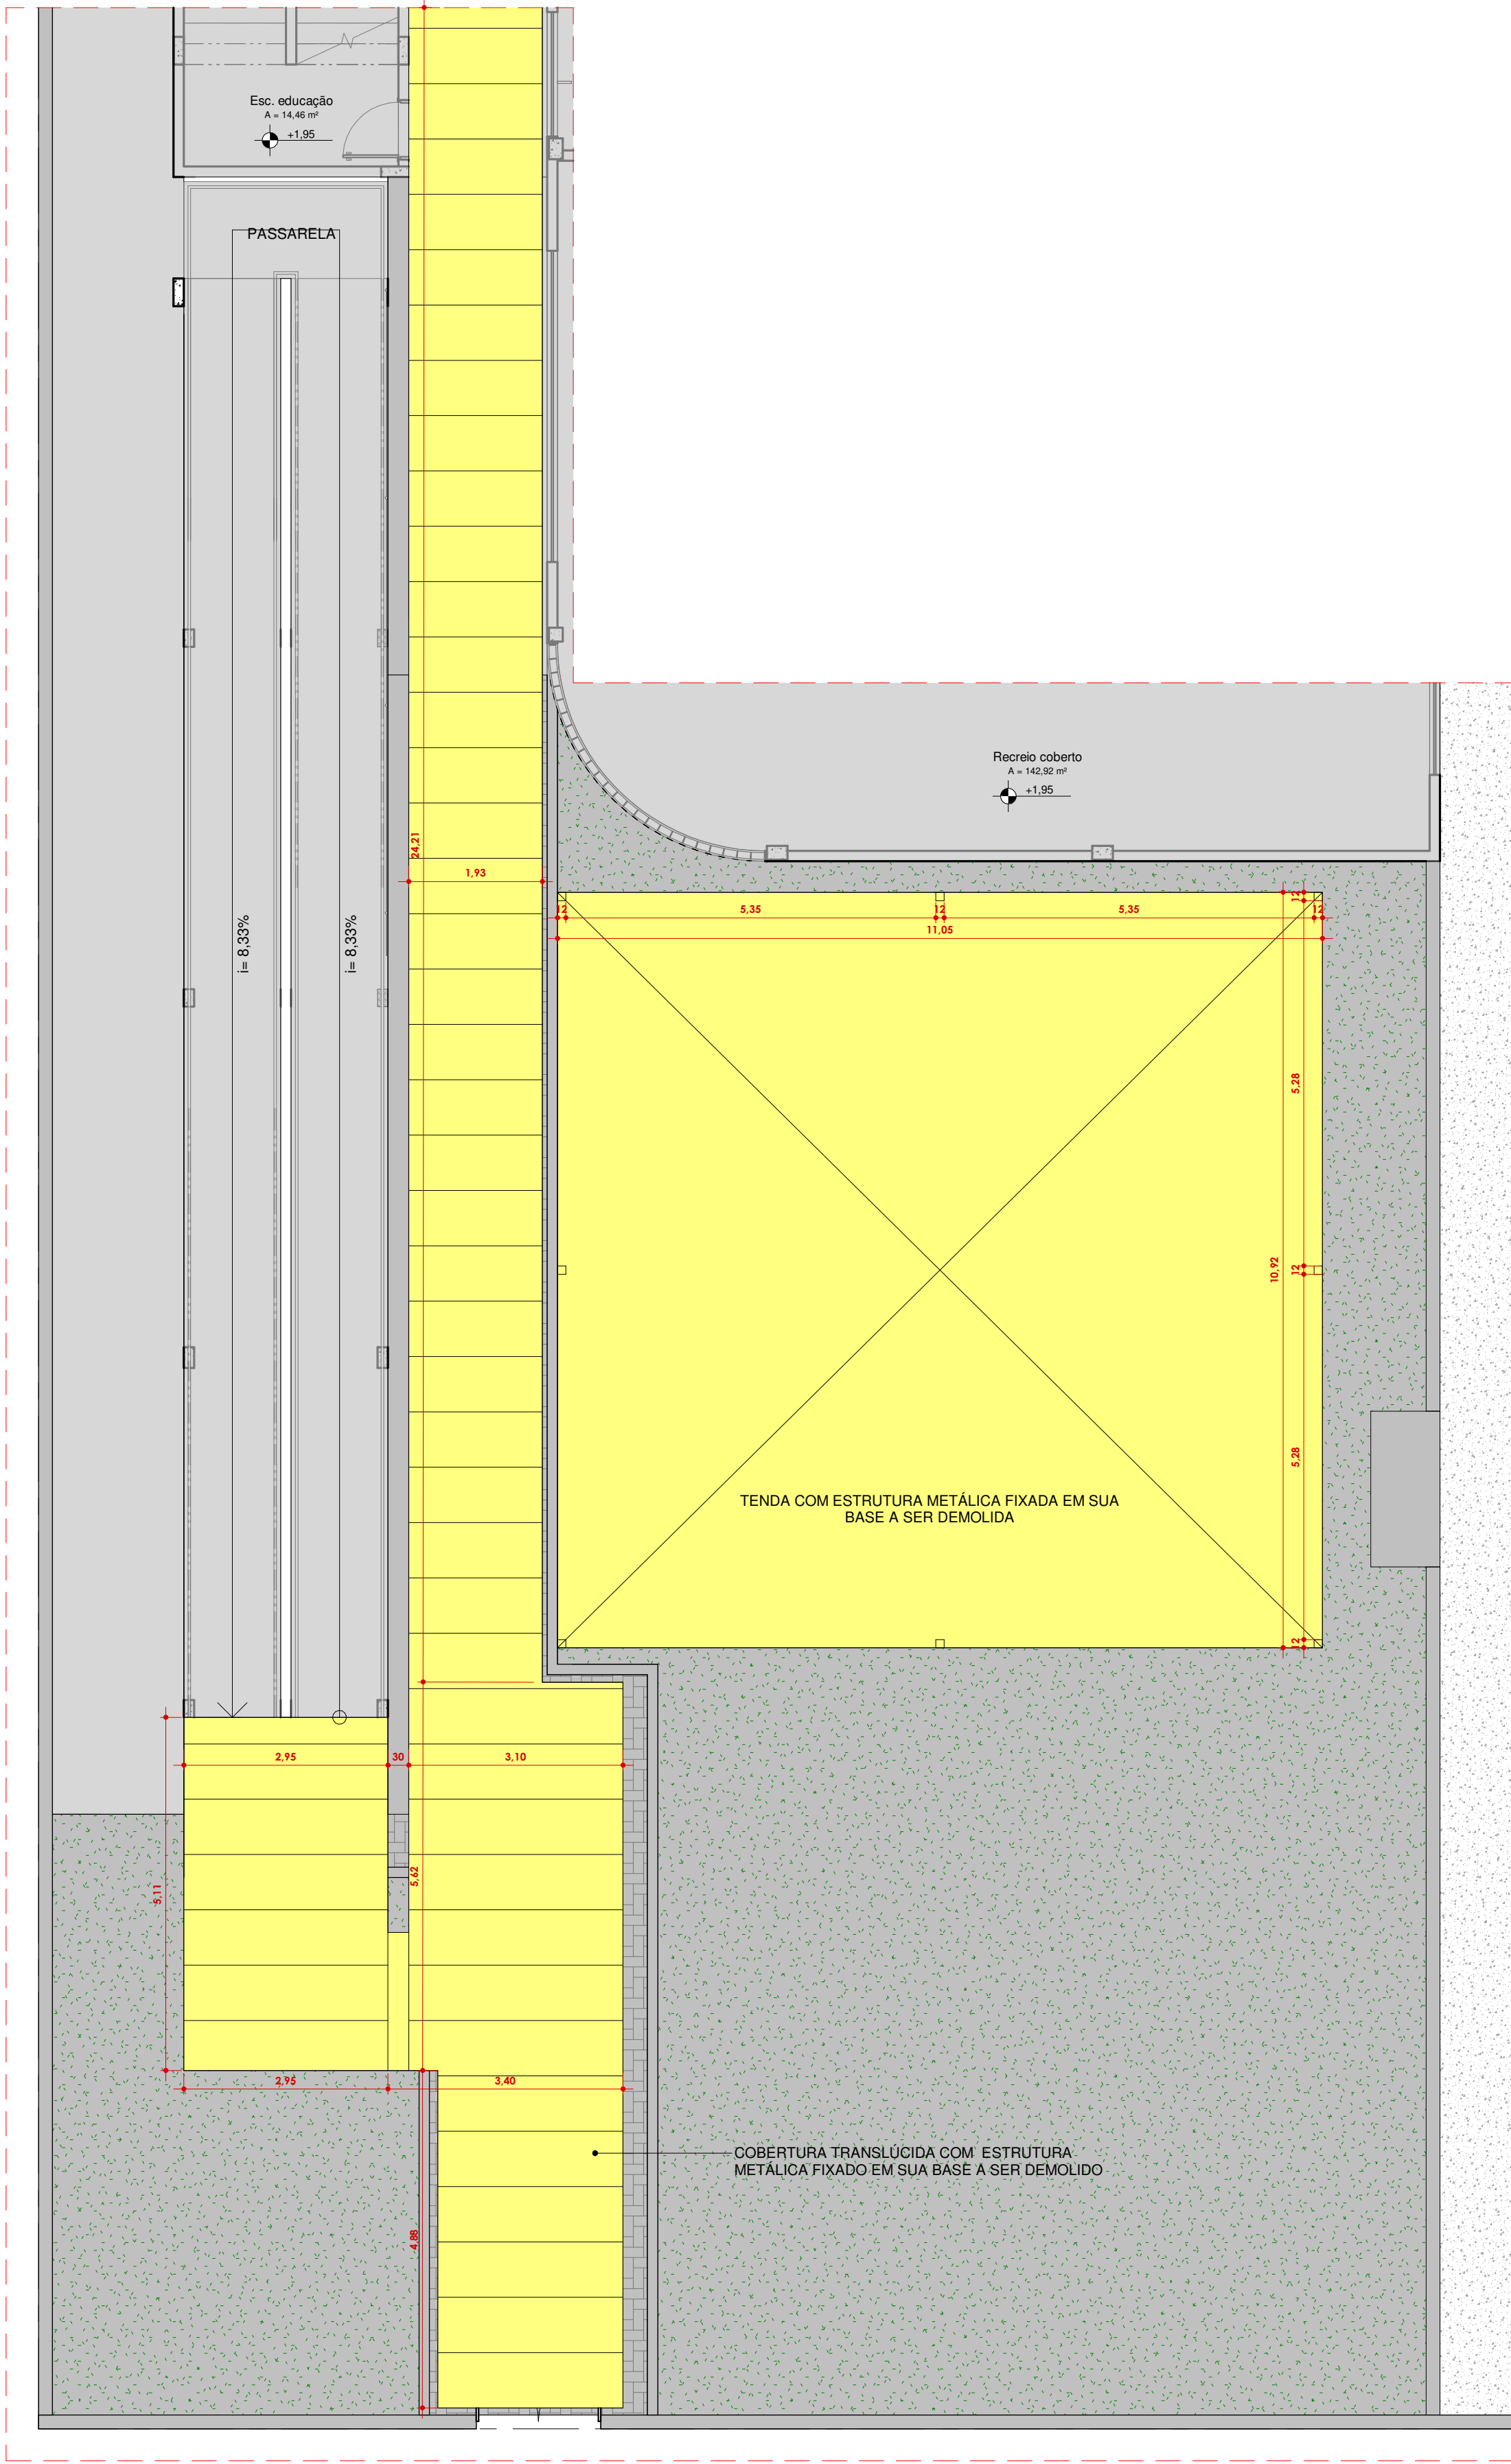 Esc. educação
A = 14,46 m²
+1,95
PASSARELA
Recreio coberto
A = 142,92 m²
+1,95
24,21
1,93
12
5,35
12
5,35
12
12
11,05
i= 8,33%
i= 8,33%
5,28
10,92
12
5,28
TENDA COM ESTRUTURA METÁLICA FIXADA EM SUA
BASE A SER DEMOLIDA
12
2,95
30
3,10
5,62
5,11
2,95
3,40
COBERTURA TRANSLÚCIDA COM ESTRUTURA
METÁLICA FIXADO EM SUA BASE A SER DEMOLIDO
4,88